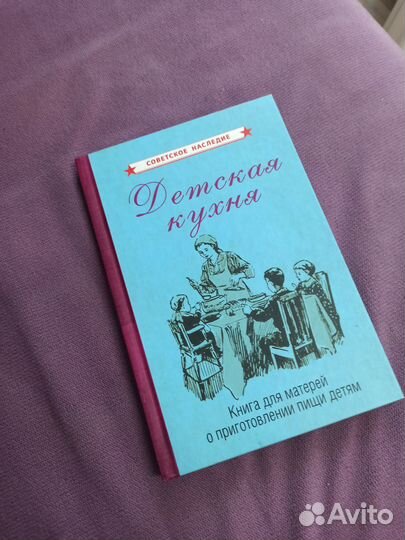 СОВЕТСКОЕ НАСЛЕДИЕ
Детская
кухня
Книга для матерей
о приготовлении пищи детям
Avito